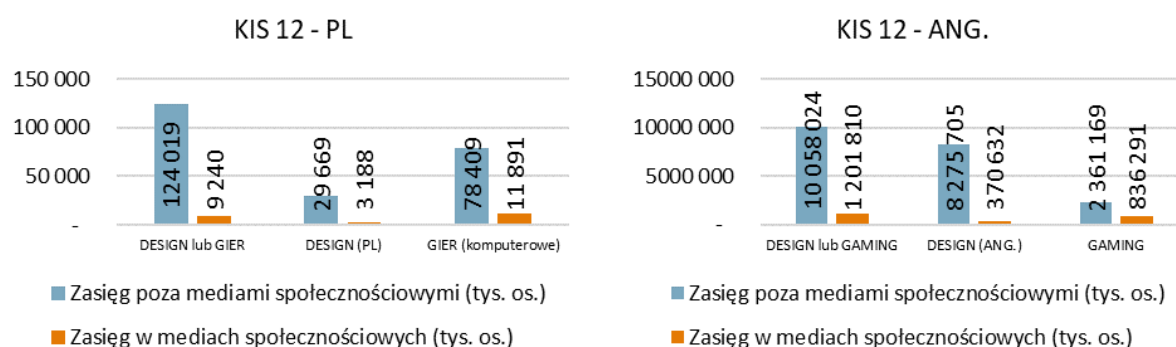 KIS 12 - PL
150 000
100 000
50 000
-
124 019
9 240
29 669
3 188
78 409
11 891
DESIGN lub GIER
DESIGN (PL)
GIER (komputerowe)
Zasięg poza mediami społecznościowymi (tys. os.)
Zasięg w mediach społecznościowych (tys. os.)
KIS 12 - ANG.
15000 000
10000 000
5000 000
-
10 058 024
1 201 810
8 275 705
370 632
2 361 169
836 291
DESIGN lub GAMING
DESIGN (ANG.)
GAMING
Zasięg poza mediami społecznościowymi (tys. os.)
Zasięg w mediach społecznościowych (tys. os.)